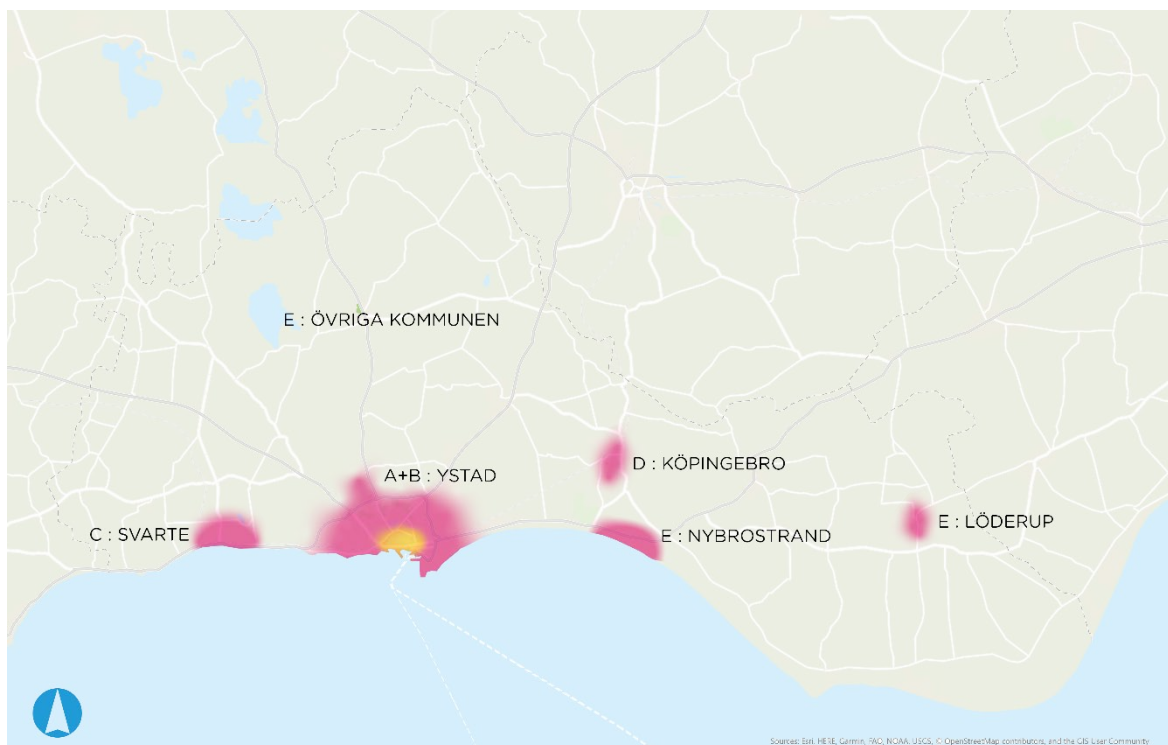 E : ÖVRIGA KOMMUNEN
A+B : YSTAD
D : KÖPINGEBRO
C : SVARTE
E : NYBROSTRAND
E : LÖDERUP
Sources: Esri, HERE, Garmin, FAO, NOAA, USGS, © OpenStreetMap contributors, and the GIS User Community